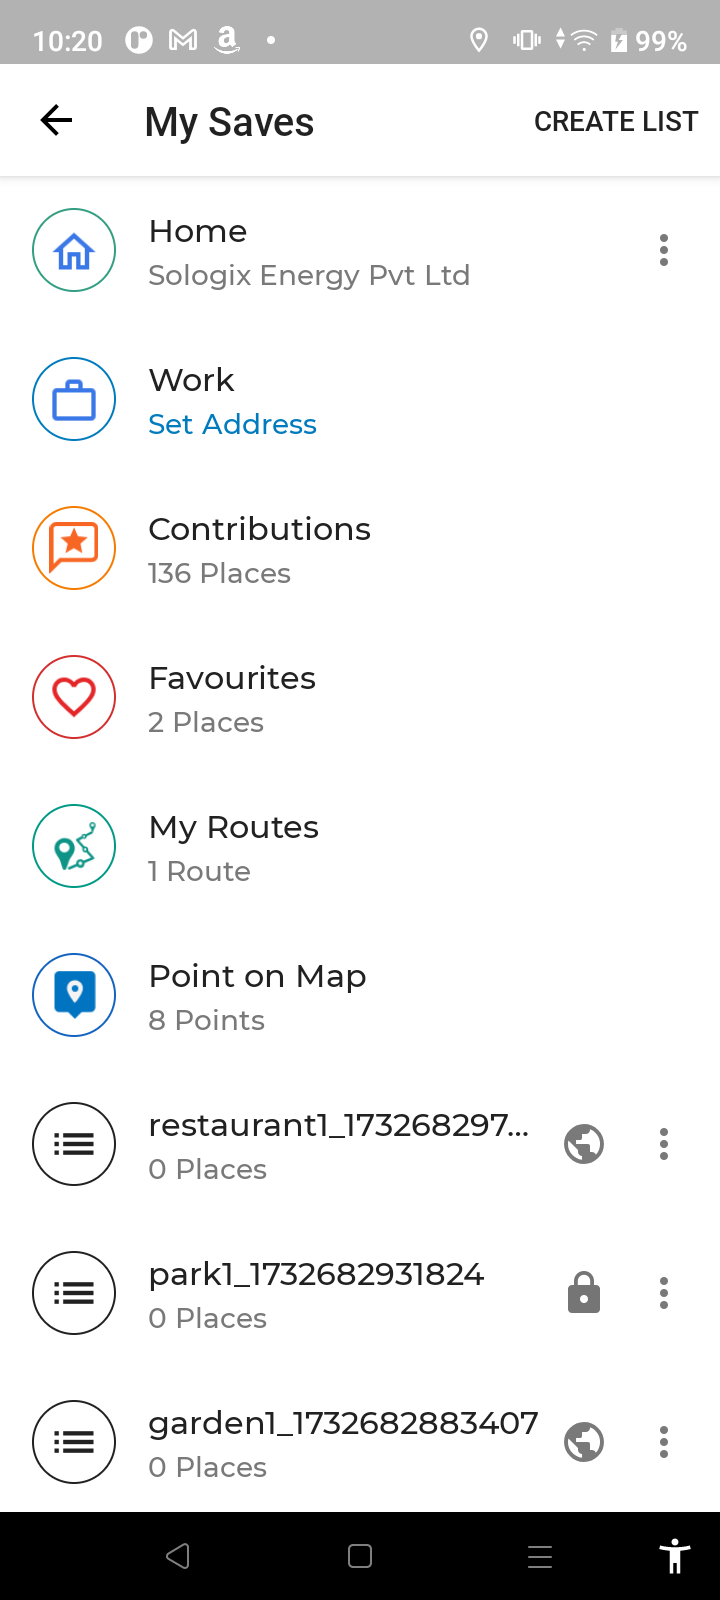 10:20
99%
My Saves
CREATE LIST
Home
Sologix Energy Pvt Ltd
Work
Set Address
Contributions
136 Places
Favourites
2 Places
My Routes
1 Route
Point on Map
8 Points
restaurant1_173268297...
0 Places
park1_1732682931824
0 Places
garden1_1732682883407
0 Places